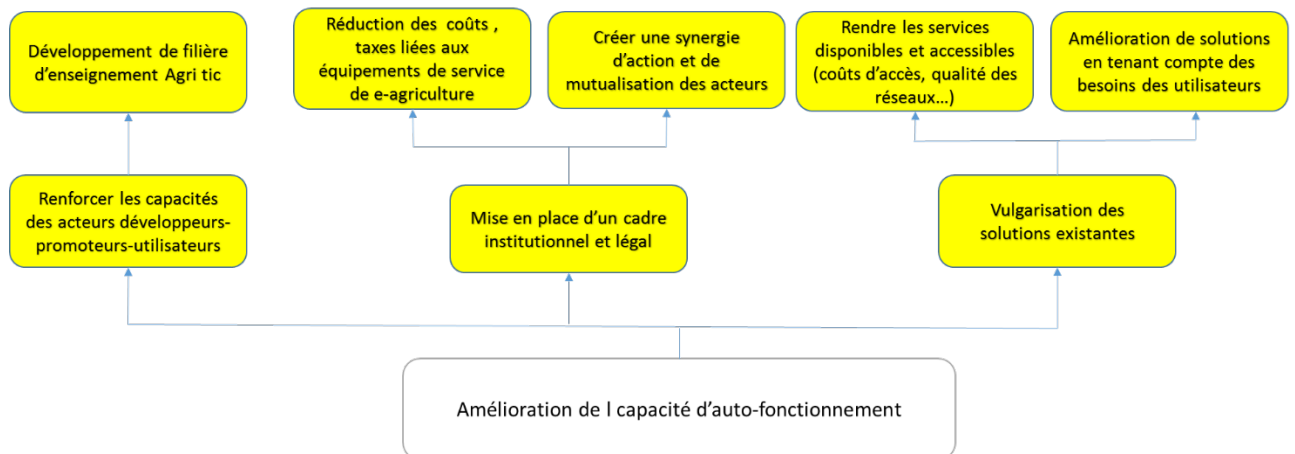 Développement de filière
d'enseignement Agri tic
Réduction des coûts ,
taxes liées aux
équipements de service
de e-agriculture
Créer une synergie
d'action et de
mutualisation des acteurs
Rendre les services
disponibles et accessibles
(coûts d'accès, qualité des
réseaux…)
Amélioration de solutions
en tenant compte des
besoins des utilisateurs
Renforcer les capacités
des acteurs développeurs-
promoteurs-utilisateurs
Mise en place d'un cadre
institutionnel et légal
Vulgarisation des
solutions existantes
Amélioration de l capacité d'auto-fonctionnement